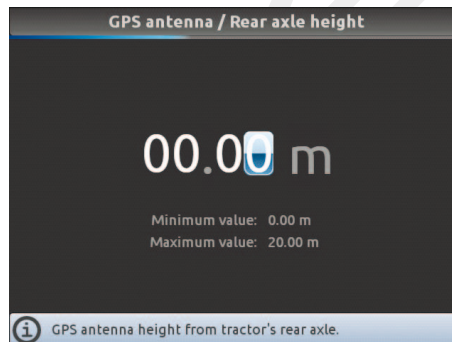 GPS antenna / Rear axle height
00.00 m
Minimum value: 0.00 m
Maximum value: 20.00 m
GPS antenna height from tractor's rear axle.